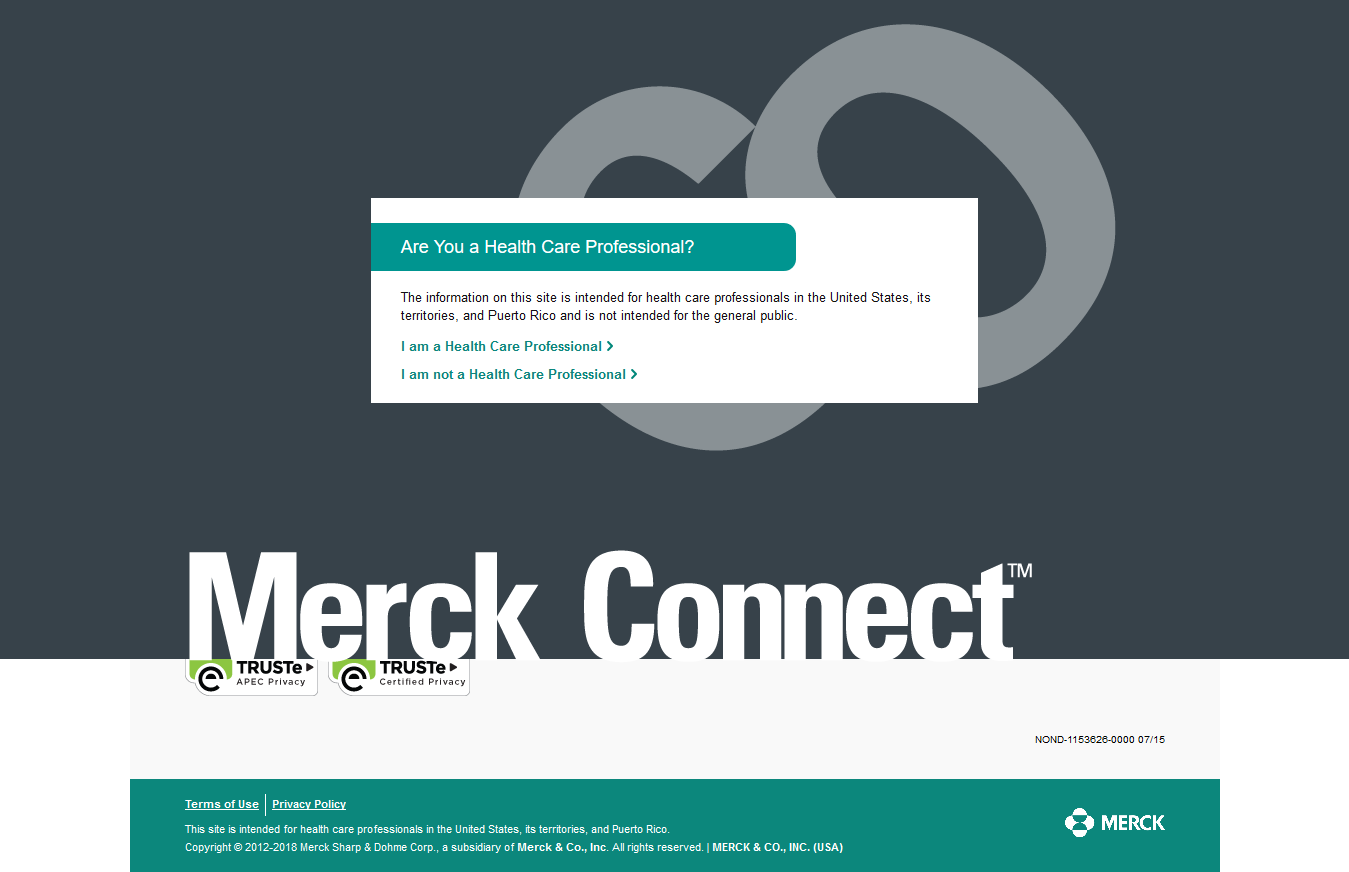 Are You a Health Care Professional?
The information on this site is intended for health care professionals in the United States, its
territories, and Puerto Rico and is not intended for the general public.
I am a Health Care Professional
I am not a Health Care Professional
Merck Connect™
TRUSTe
APEC Privacy
TRUSTe
Certified Privacy
NOND-1153626-0000 07/15
Terms of Use | Privacy Policy
This site is intended for health care professionals in the United States, its territories, and Puerto Rico.
Copyright © 2012-2018 Merck Sharp & Dohme Corp., a subsidiary of Merck & Co., Inc. All rights reserved. | MERCK & CO., INC. (USA)
MERCK